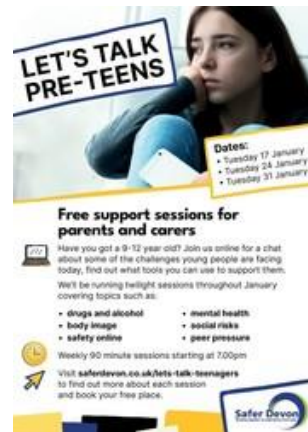 LET'S TALK
PRE-TEENS
Dates:
• Tuesday 17 January
• Tuesday 24 January
• Tuesday 31 January
Free support sessions for
parents and carers
Have you got a 9-12 year old? Join us online for a chat
about some of the challenges young people are facing
today, find out what tools you can use to support them.
We'll be running twilight sessions throughout January
covering topics such as:
• drugs and alcohol
• body image
• safety online
• mental health
• social risks
• peer pressure
Weekly 90 minute sessions starting at 7.00pm
Visit saferdevon.co.uk/lets-talk-teenagers
to find out more about each session
and book your free place.
Safer Devon